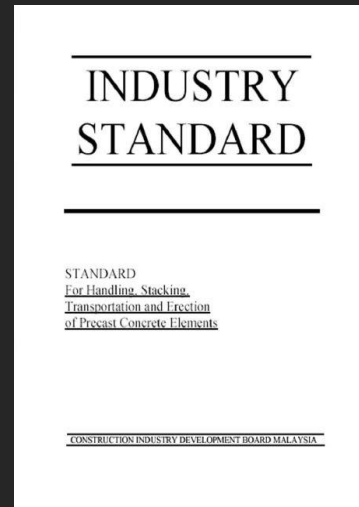 INDUSTRY
STANDARD
STANDARD
For Handling, Stacking,
Transportation and Erection
of Precast Concrete Elements
CONSTRUCTION INDUSTRY DEVELOPMENT BOARD MALAYSIA